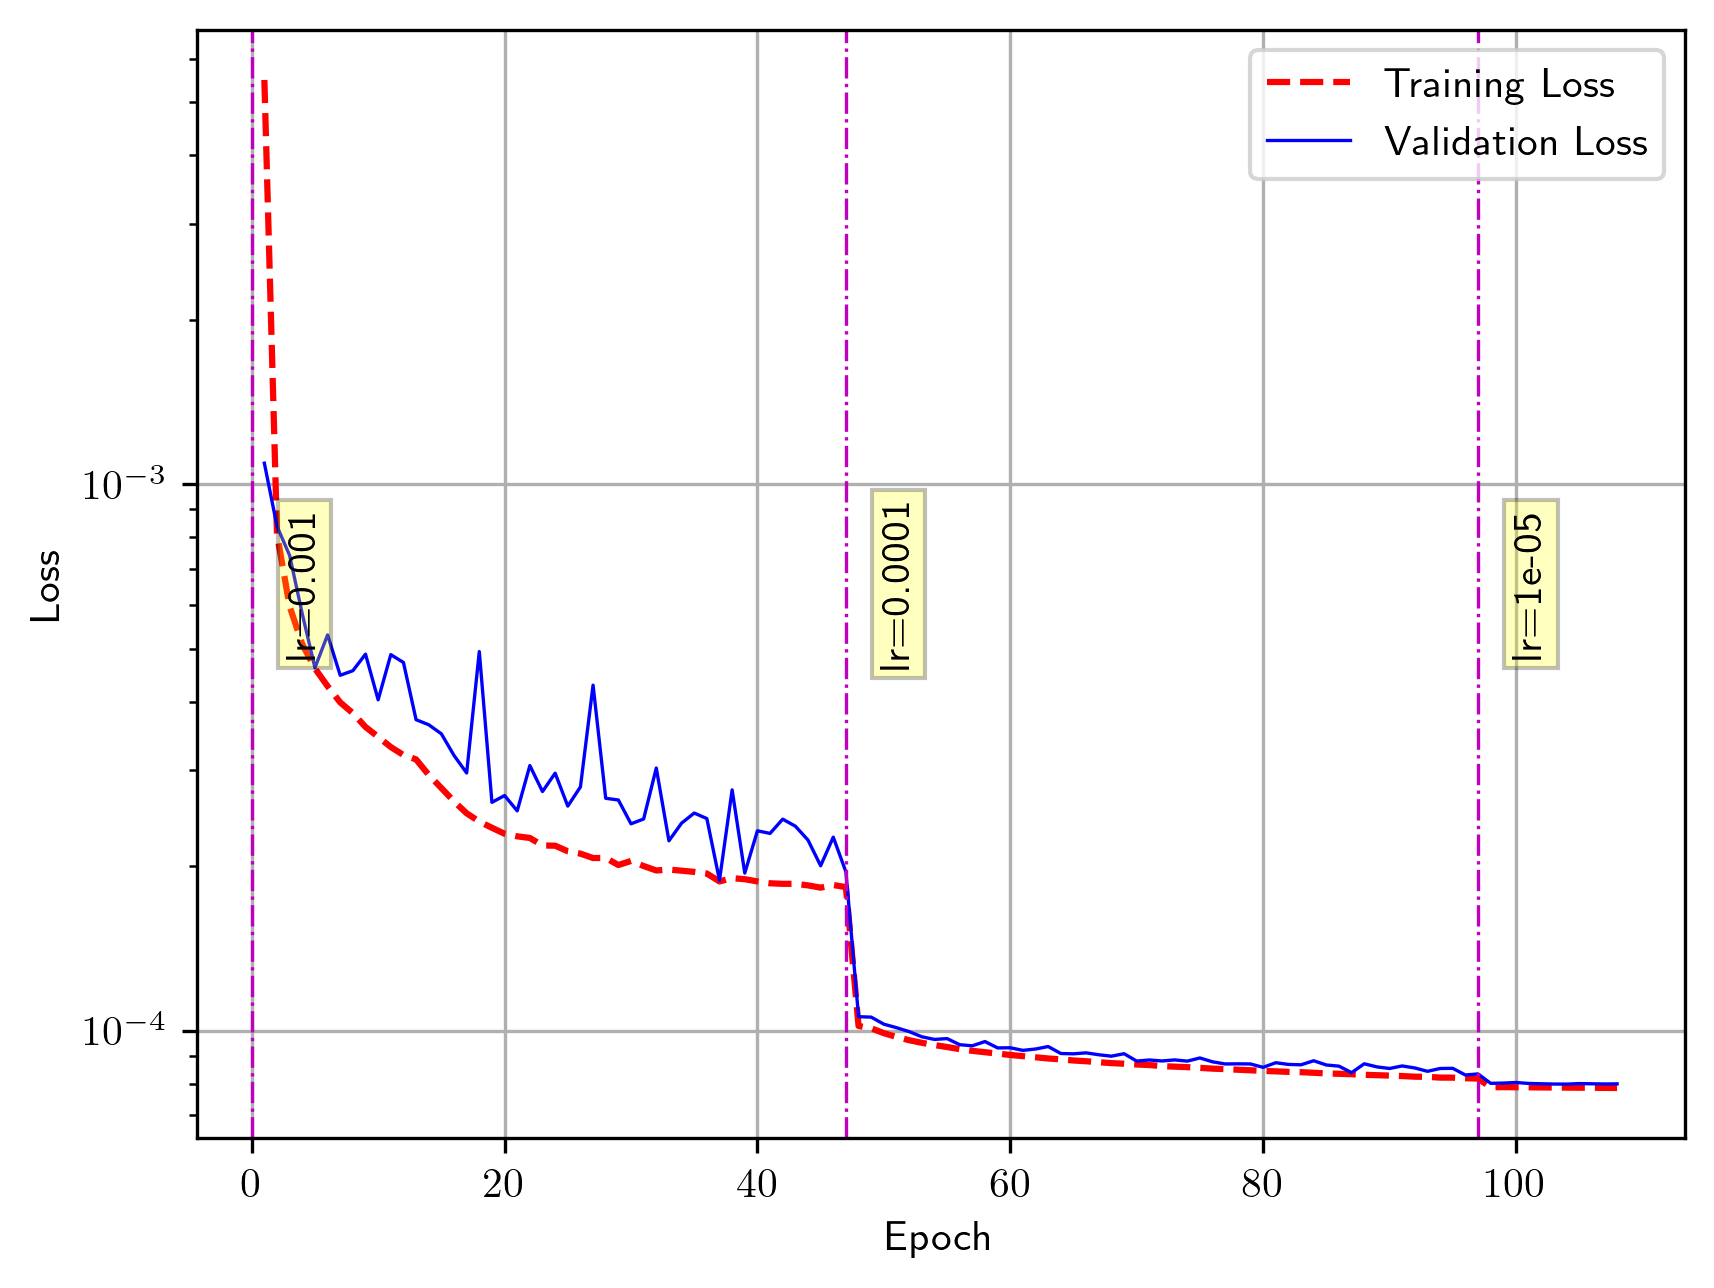 Training Loss
Validation Loss
10⁻³
10⁻⁴
Loss
lr=0.001
lr=0.0001
lr=1e-05
0 20 40 60 80 100
Epoch